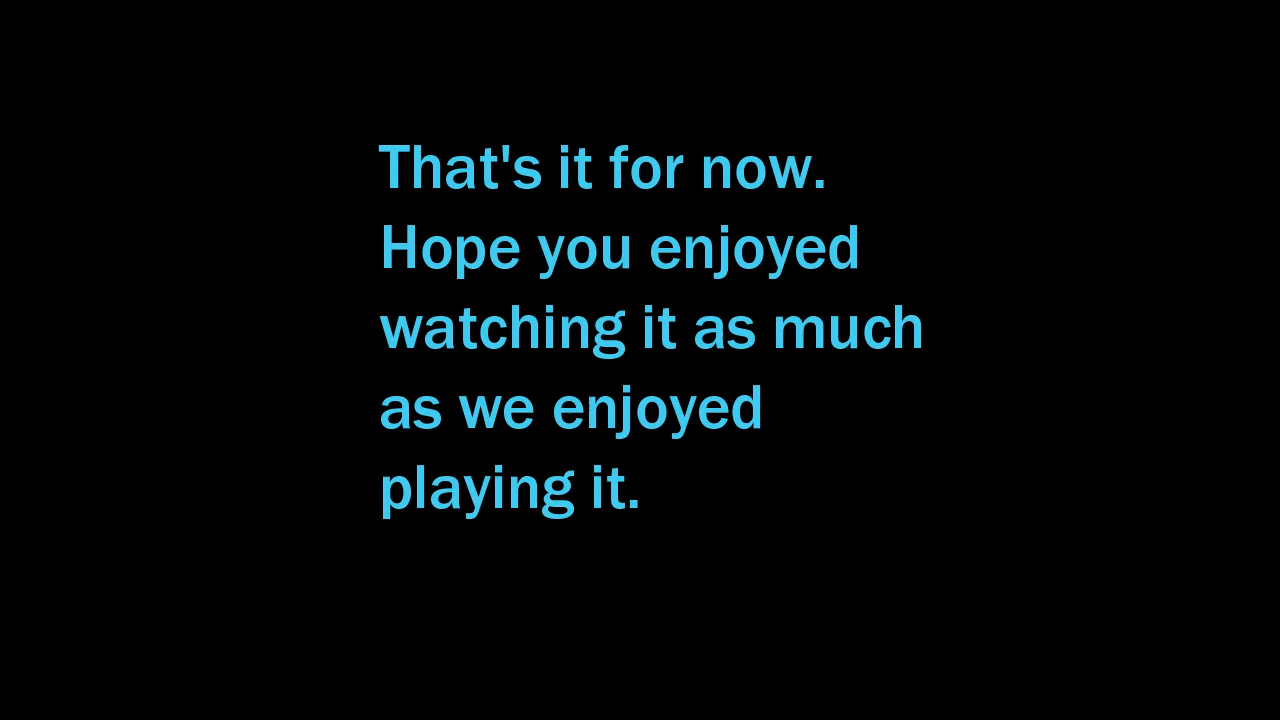 That's it for now.
Hope you enjoyed
watching it as much
as we enjoyed
playing it.